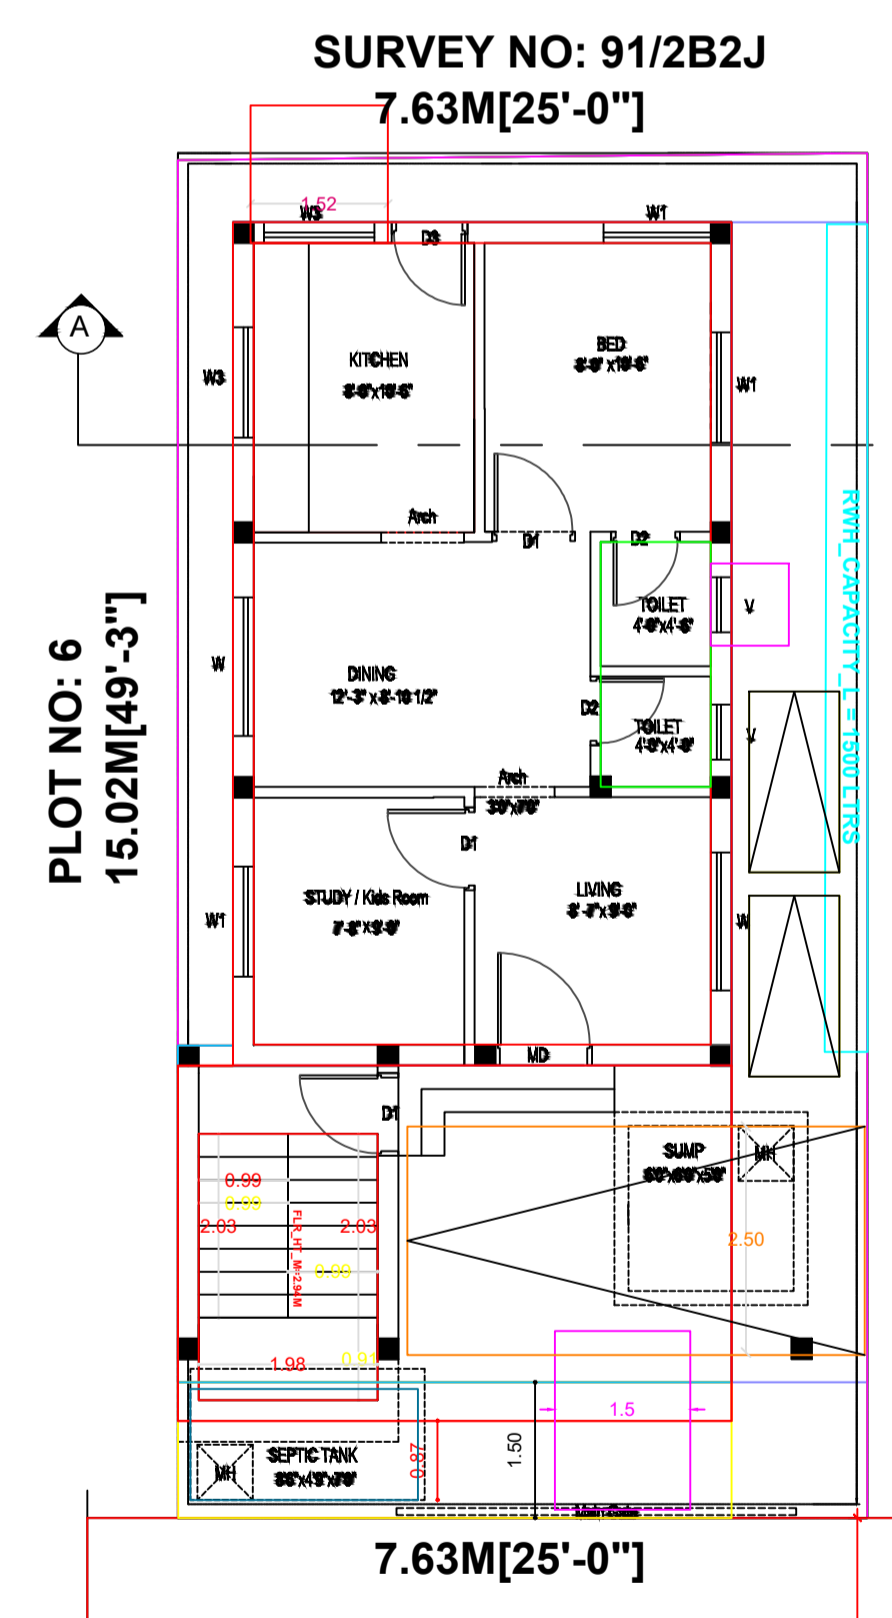 SURVEY NO: 91/2B2J
7.63M[25'-0"]
1.52
W3
D3
W1
A
KITCHEN
BED
W3
W1
Arch
D1
D2
TOILET
V
RWH_CAPACITY_L = 1500 LTRS
PLOT NO: 6
15.02M[49'-3"]
W
DINING
D2
TOILET
V
Arch
D1
STUDY / Kids Room
LIVING
W1
W
MD
D1
SUMP
MH
0.99
0.99
2.03
2.03
FLR_HT_M=2.94M
0.99
2.50
1.98
0.91
1.5
1.50
0.87
SEPTIC TANK
MH
7.63M[25'-0"]